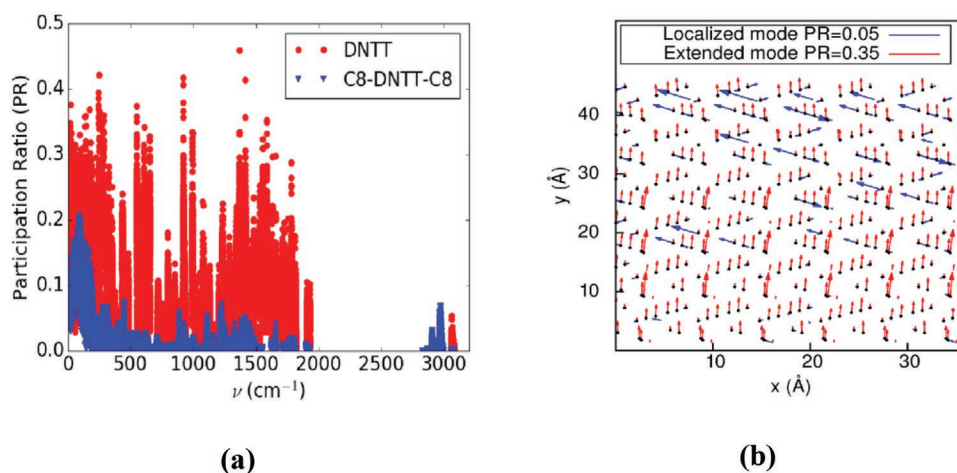 0.5
0.4
0.3
0.2
0.1
0.0
Participation Ratio (PR)
DNTT
C8-DNTT-C8
0 500 1000 1500 2000 2500 3000
ν (cm⁻¹)
(a)
Localized mode PR=0.05
Extended mode PR=0.35
40
30
20
10
y (Å)
10 20 30
x (Å)
(b)